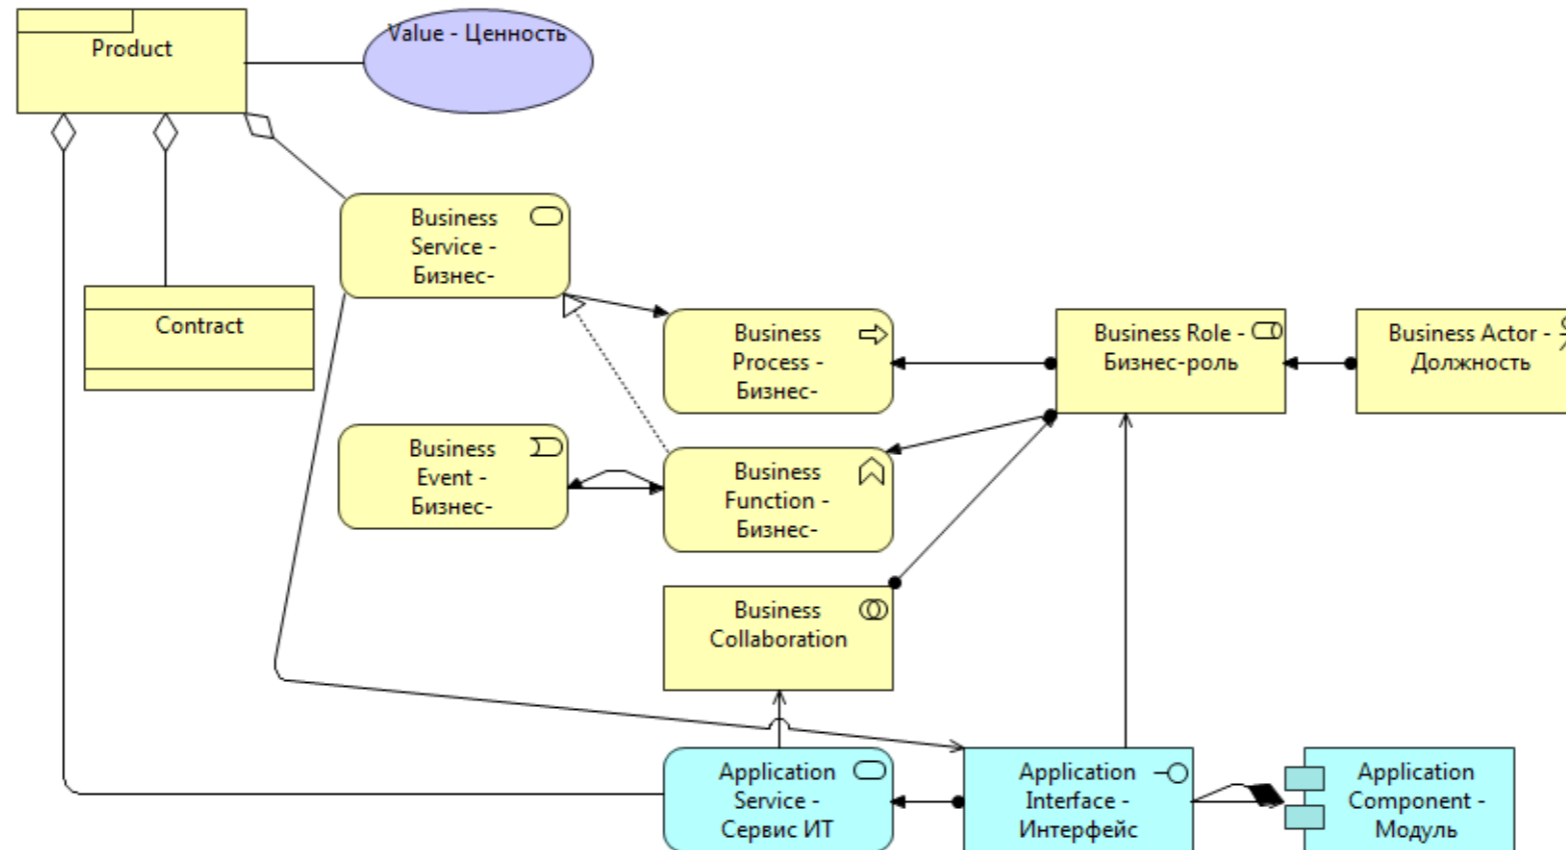 Product
Value - Ценность
Business
Service -
Бизнес-
Contract
Business
Process -
Бизнес-
Business Role -
Бизнес-роль
Business Actor -
Должность
Business
Event -
Бизнес-
Business
Function -
Бизнес-
Business
Collaboration
Application
Service -
Сервис ИТ
Application
Interface -
Интерфейс
Application
Component -
Модуль